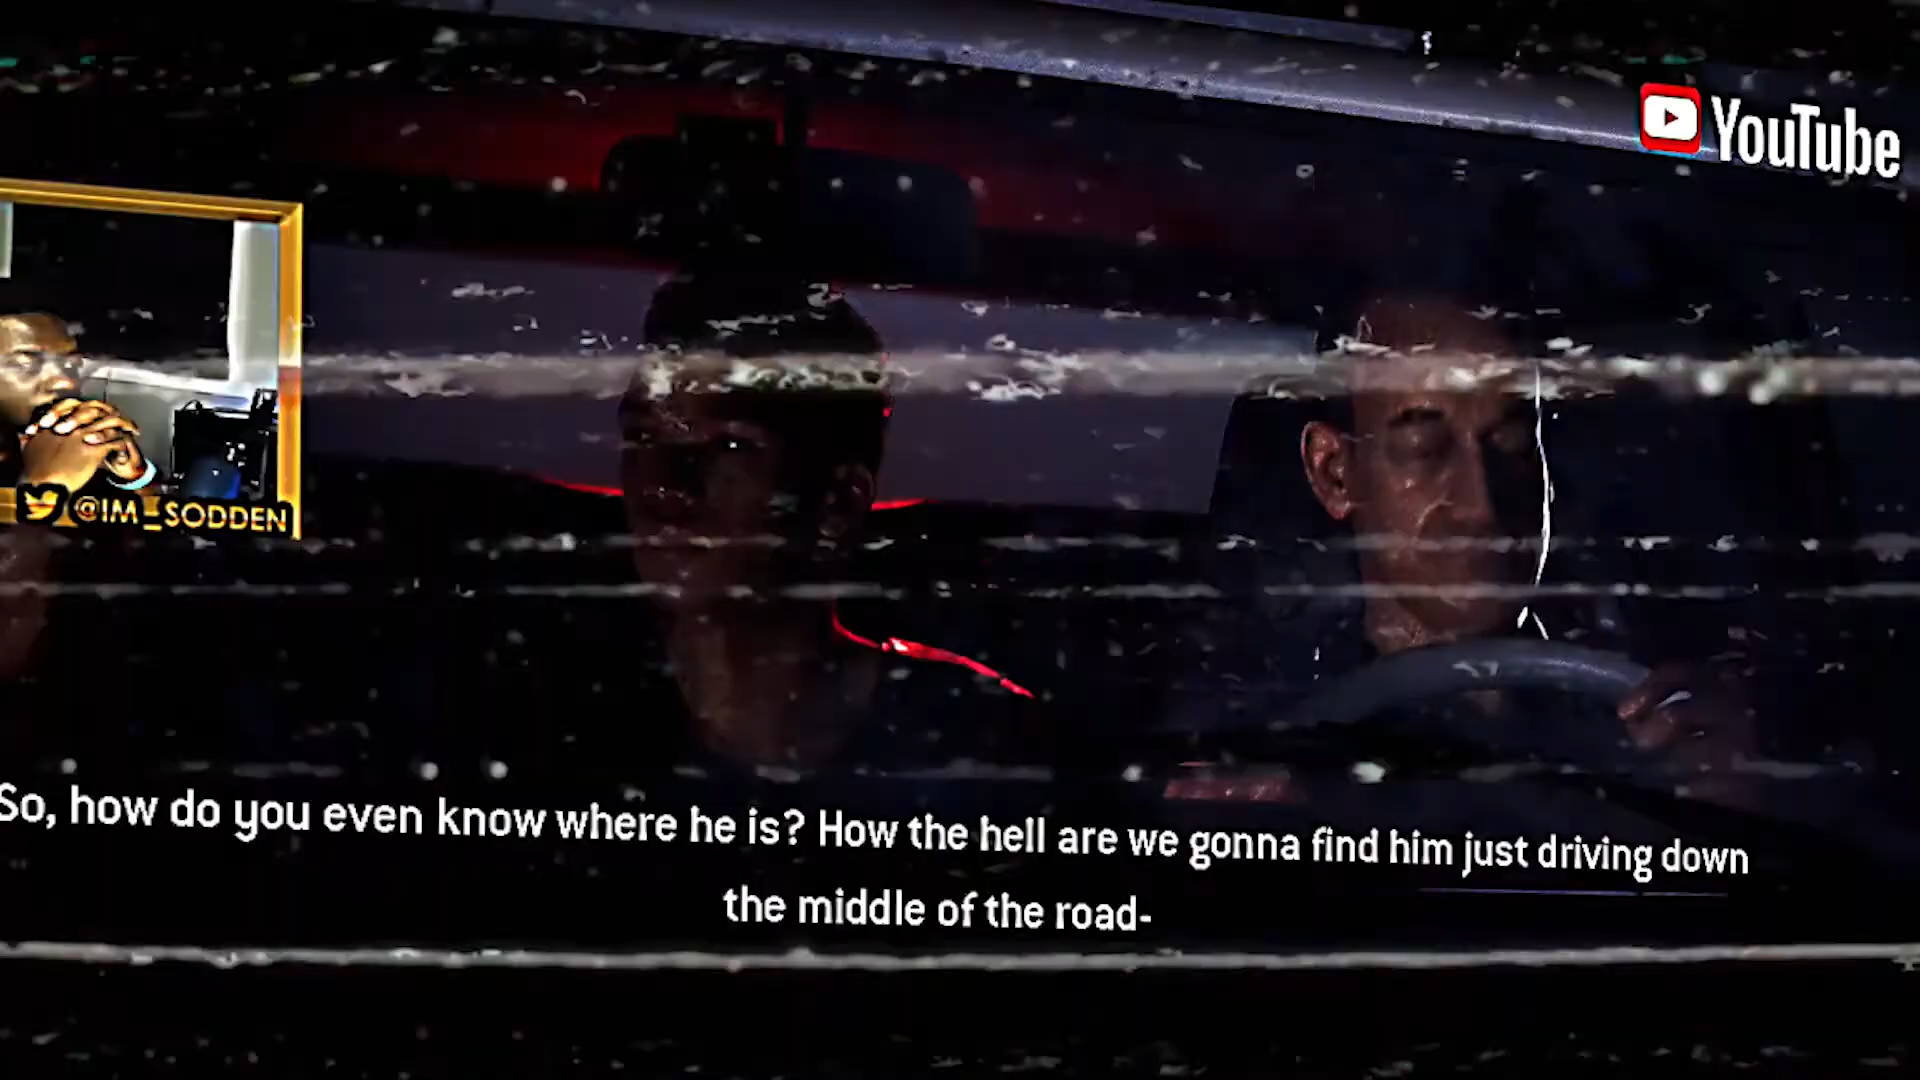 YouTube
@IM_SODDEN
So, how do you even know where he is? How the hell are we gonna find him just driving down
the middle of the road-